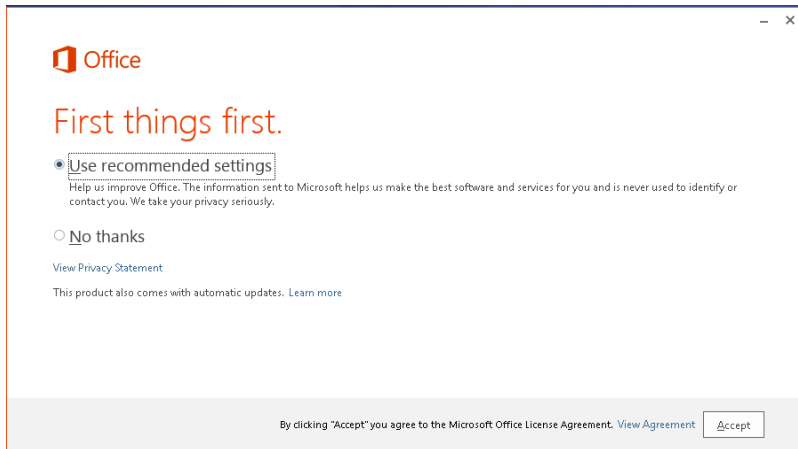 Office
First things first.
Use recommended settings
Help us improve Office. The information sent to Microsoft helps us make the best software and services for you and is never used to identify or
contact you. We take your privacy seriously.
No thanks
View Privacy Statement
This product also comes with automatic updates. Learn more
By clicking "Accept" you agree to the Microsoft Office License Agreement. View Agreement Accept